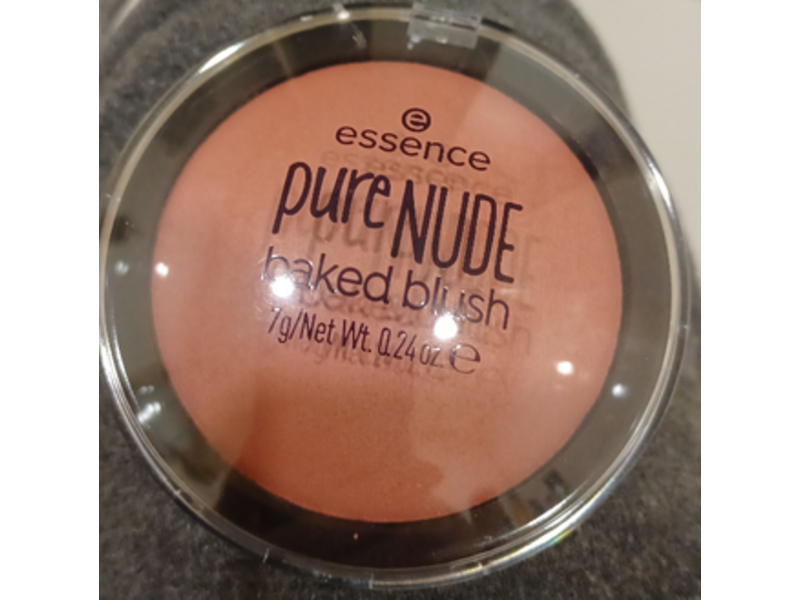 essence
pure NUDE
baked blush
7g/Net Wt. 0.24 oz. ℮